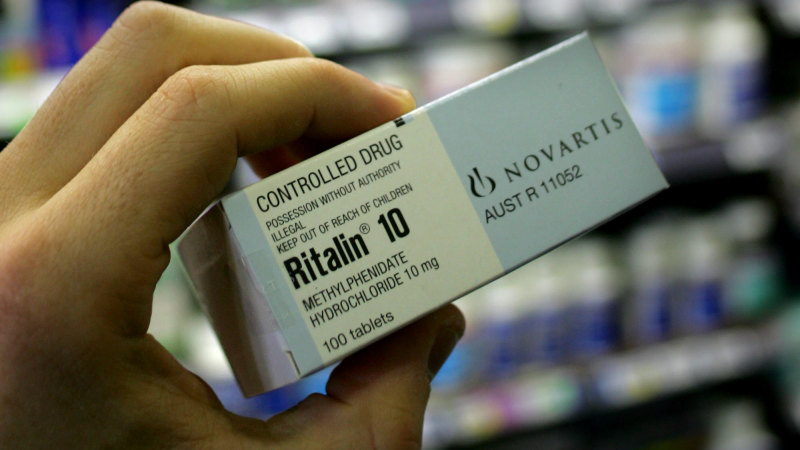 CONTROLLED DRUG
POSSESSION WITHOUT AUTHORITY
ILLEGAL
KEEP OUT OF REACH OF CHILDREN
Ritalin® 10
METHYLPHENIDATE
HYDROCHLORIDE 10 mg
100 tablets
NOVARTIS
AUST R 11052